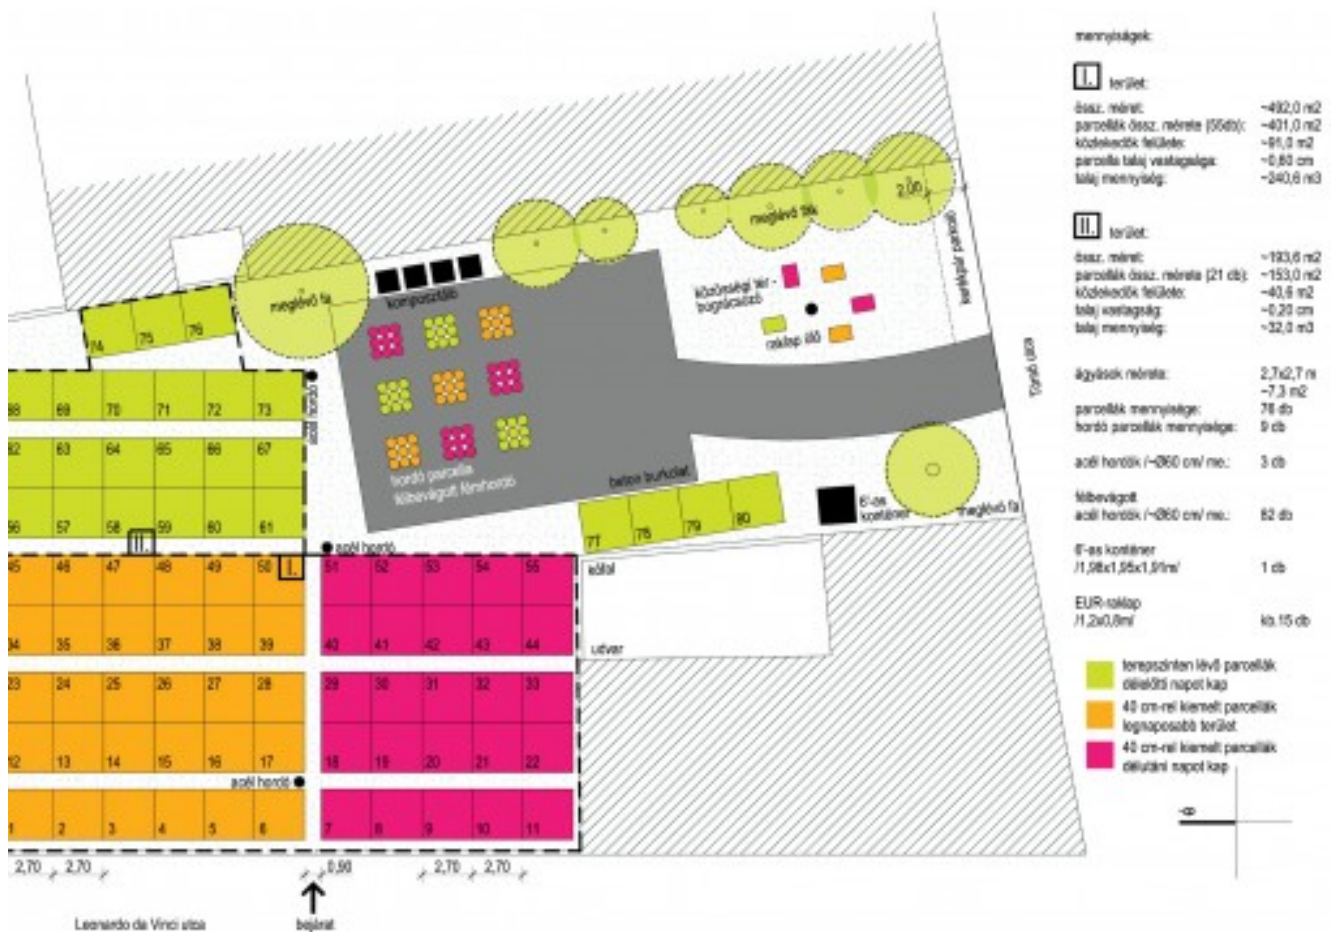 mennyiségek:
I. terület:
össz. méret: ~492,0 m2
parcellák össz. mérete (55db): ~401,0 m2
közlekedők felülete: ~91,0 m2
parcella talaj vastagsága: ~0,60 cm
talaj mennyiség: ~240,6 m3
II. terület:
össz. méret: ~193,6 m2
parcellák össz. mérete (21 db): ~153,0 m2
közlekedők felülete: ~40,6 m2
talaj vastagság: ~0,20 cm
talaj mennyiség: ~32,0 m3
ágyások mérete: 2,7x2,7 m
~7,3 m2
parcellák mennyisége: 76 db
hordó parcellák mennyisége: 9 db
acél hordók /~Ø60 cm/ me.: 3 db
félbevágott
acél hordók /~Ø60 cm/ me.: 62 db
6'-as konténer
/1,98x1,95x1,91m/ 1 db
EUR-raklap
/1,2x0,8m/ kb.15 db
terepszinten lévő parcellák
délelőtti napot kap
40 cm-rel kiemelt parcellák
legnaposabb terület
40 cm-rel kiemelt parcellák
délutáni napot kap
meglévő fa
komposztáló
meglévő fák
2,00
közönségi tér -
bográcsozó
raklap ülő
Tömő utca
74 75 76
acél hordó
68 69 70 71 72 73
62 63 64 65 66 67
56 57 58 59 60 61
hordó parcella
félbevágott fémhordó
beton burkolat
77 78 79 80
6'-as
konténer
meglévő fa
II.
I.
acél hordó
45 46 47 48 49 50 51 52 53 54 55
34 35 36 37 38 39 40 41 42 43 44
kőfal
udvar
23 24 25 26 27 28 29 30 31 32 33
12 13 14 15 16 17 18 19 20 21 22
acél hordó
1 2 3 4 5 6 7 8 9 10 11
2,70 2,70 0,90 2,70 2,70
Leonardo da Vinci utca
bejárat